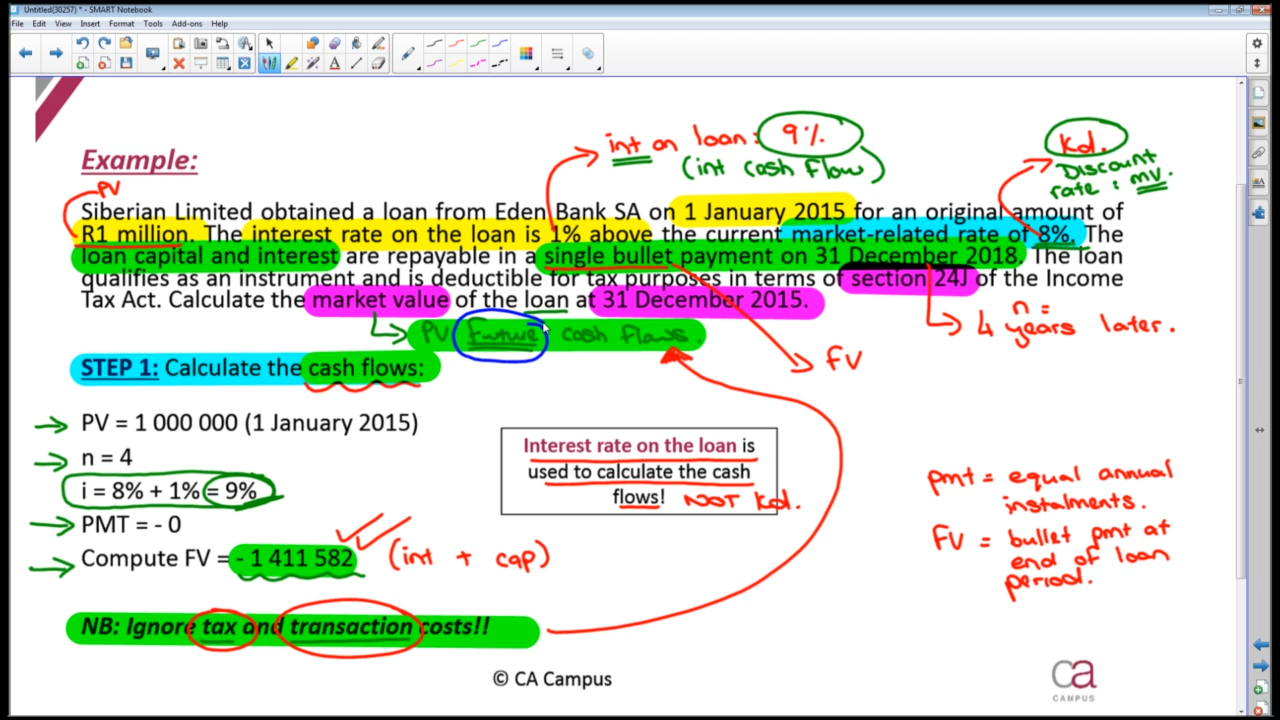 Untitled(30257) * - SMART Notebook
File Edit View Insert Format Tools Add-ons Help
int on loan: 9%
(int cash flow)
kd.
Discount
rate : mv.
Example:
PV
Siberian Limited obtained a loan from Eden Bank SA on 1 January 2015 for an original amount of
R1 million. The interest rate on the loan is 1% above the current market-related rate of 8%. The
loan capital and interest are repayable in a single bullet payment on 31 December 2018. The loan
qualifies as an instrument and is deductible for tax purposes in terms of section 24J of the Income
Tax Act. Calculate the market value of the loan at 31 December 2015.
n =
4 years later.
PV future cash flows.
FV
STEP 1: Calculate the cash flows:
PV = 1 000 000 (1 January 2015)
n = 4
i = 8% + 1% = 9%
PMT = - 0
Compute FV = - 1 411 582 (int + cap)
Interest rate on the loan is
used to calculate the cash
flows! NOT kd.
pmt = equal annual
instalments.
FV = bullet pmt at
end of loan
period.
NB: Ignore tax and transaction costs!!
© CA Campus
ca
CAMPUS